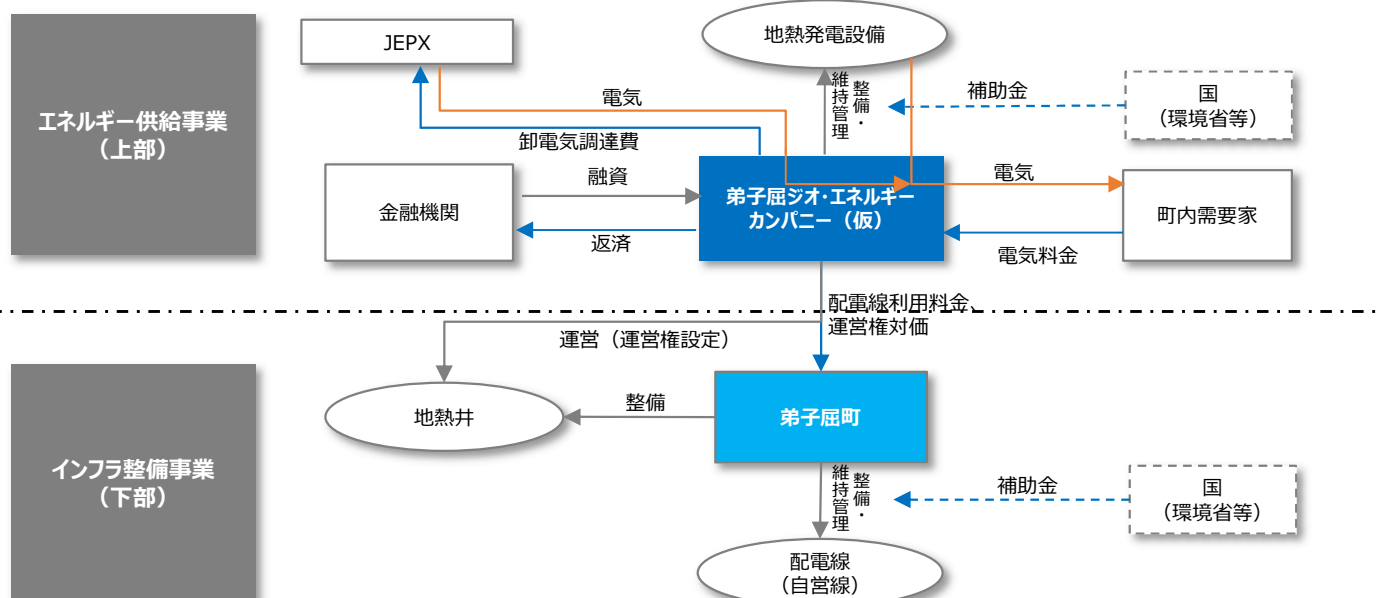 エネルギー供給事業
（上部）
JEPX
地熱発電設備
整備・
維持管理
補助金
国
（環境省等）
電気
卸電気調達費
融資
金融機関
返済
弟子屈ジオ・エネルギー
カンパニー（仮）
電気
町内需要家
電気料金
配電線利用料金、
運営権対価
運営（運営権設定）
インフラ整備事業
（下部）
地熱井
整備
弟子屈町
整備・
維持管理
補助金
国
（環境省等）
配電線
（自営線）